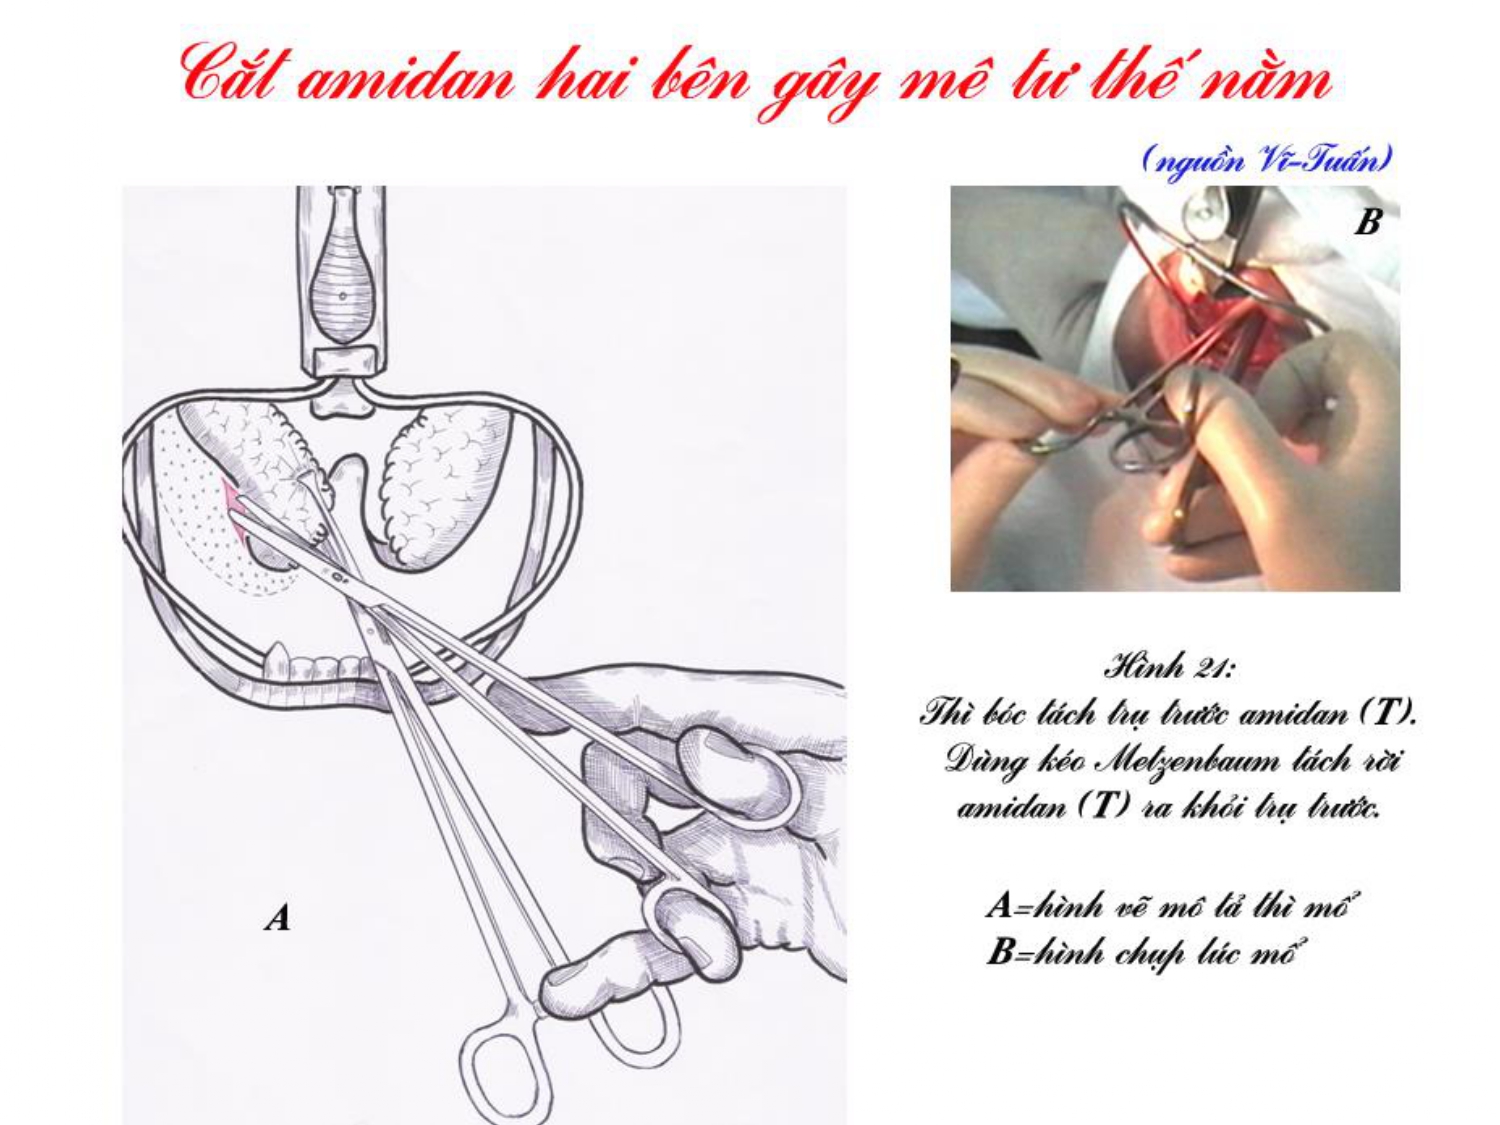 Cắt amidan hai bên gây mê tư thế nằm
(nguồn Vĩ-Tuấn)
B
Hình 21:
Thì bóc tách trụ trước amidan (T).
Dùng kéo Metzenbaum tách rời
amidan (T) ra khỏi trụ trước.
A
A=hình vẽ mô tả thì mổ
B=hình chụp lúc mổ